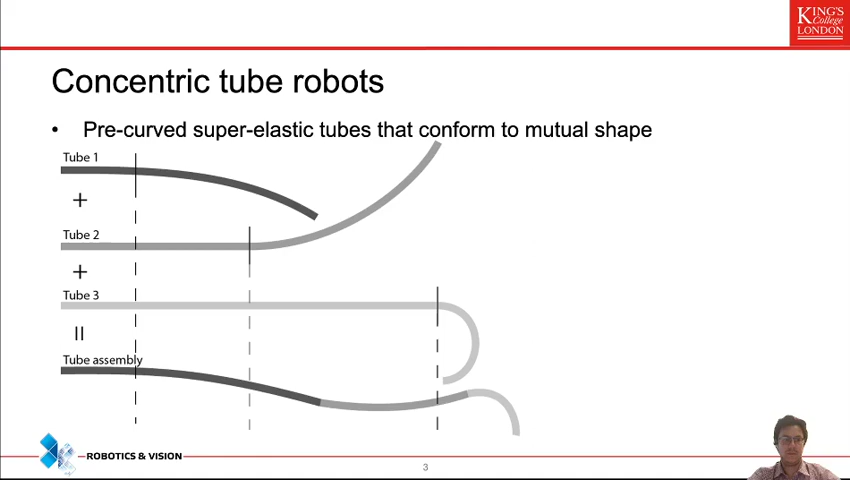 KING'S
College
LONDON
Concentric tube robots
• Pre-curved super-elastic tubes that conform to mutual shape
Tube 1
+
Tube 2
+
Tube 3
=
Tube assembly
ROBOTICS & VISION
3